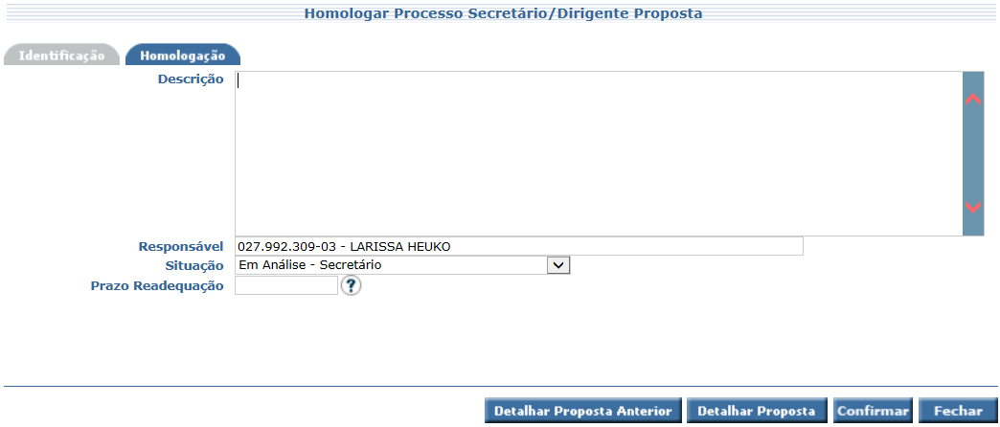 Homologar Processo Secretário/Dirigente Proposta
Identificação Homologação
Descrição
Responsável 027.992.309-03 - LARISSA HEUKO
Situação Em Análise - Secretário
Prazo Readequação ?
Detalhar Proposta Anterior Detalhar Proposta Confirmar Fechar